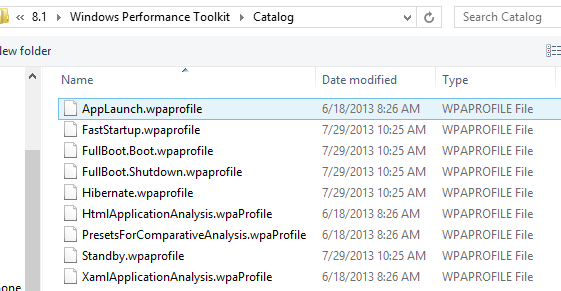 « 8.1 ▸ Windows Performance Toolkit ▸ Catalog Search Catalog
ew folder
Name Date modified Type
AppLaunch.wpaprofile 6/18/2013 8:26 AM WPAPROFILE File
FastStartup.wpaprofile 7/29/2013 10:25 AM WPAPROFILE File
FullBoot.Boot.wpaprofile 7/29/2013 10:25 AM WPAPROFILE File
FullBoot.Shutdown.wpaprofile 7/29/2013 10:25 AM WPAPROFILE File
Hibernate.wpaprofile 7/29/2013 10:25 AM WPAPROFILE File
HtmlApplicationAnalysis.wpaProfile 6/18/2013 8:26 AM WPAPROFILE File
PresetsForComparativeAnalysis.wpaProfile 6/18/2013 8:26 AM WPAPROFILE File
Standby.wpaprofile 7/29/2013 10:25 AM WPAPROFILE File
XamlApplicationAnalysis.wpaProfile 6/18/2013 8:26 AM WPAPROFILE File
one